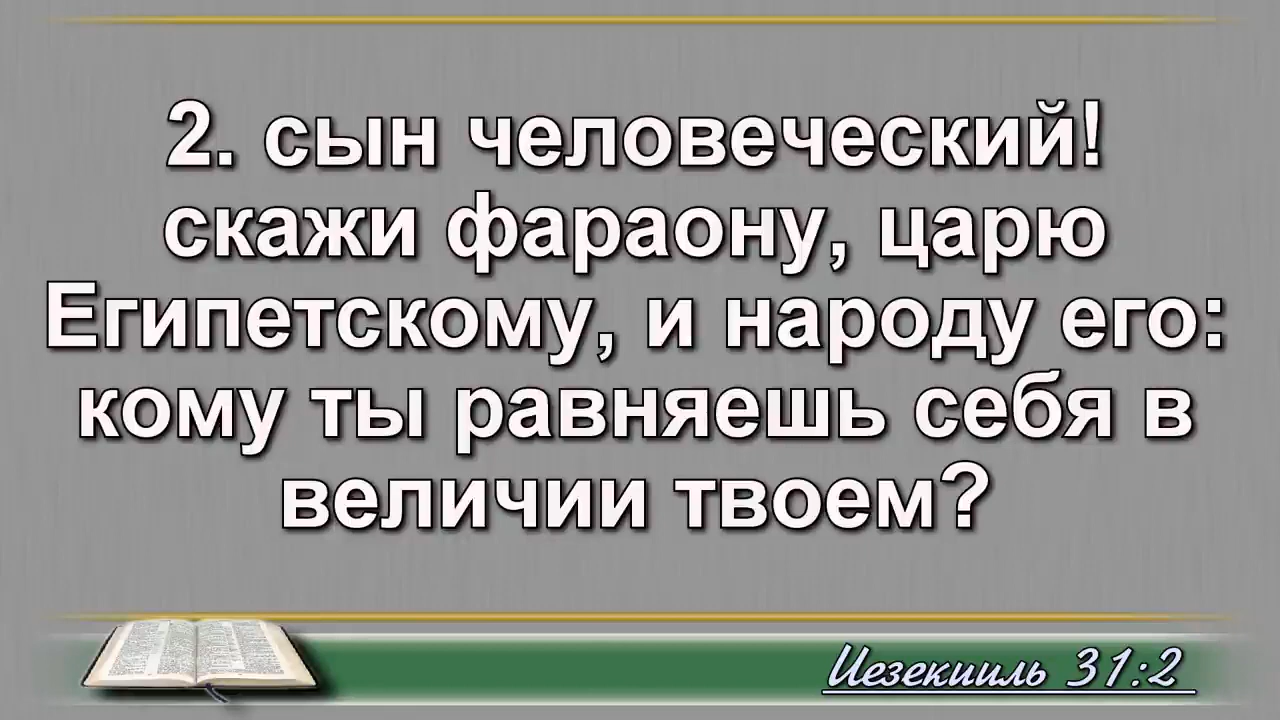 2. сын человеческий!
скажи фараону, царю
Египетскому, и народу его:
кому ты равняешь себя в
величии твоем?
Иезекииль 31:2